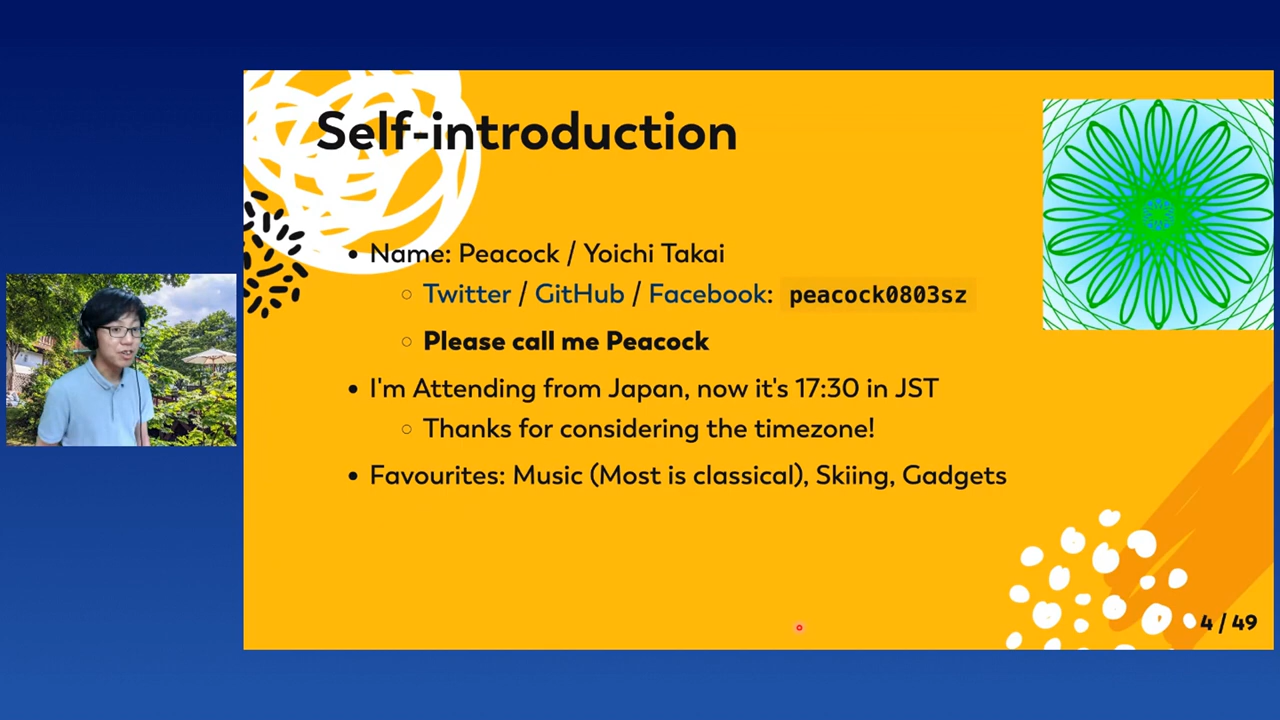 Self-introduction
Name: Peacock / Yoichi Takai
Twitter / GitHub / Facebook: peacock0803sz
Please call me Peacock
I'm Attending from Japan, now it's 17:30 in JST
Thanks for considering the timezone!
Favourites: Music (Most is classical), Skiing, Gadgets
4 / 49